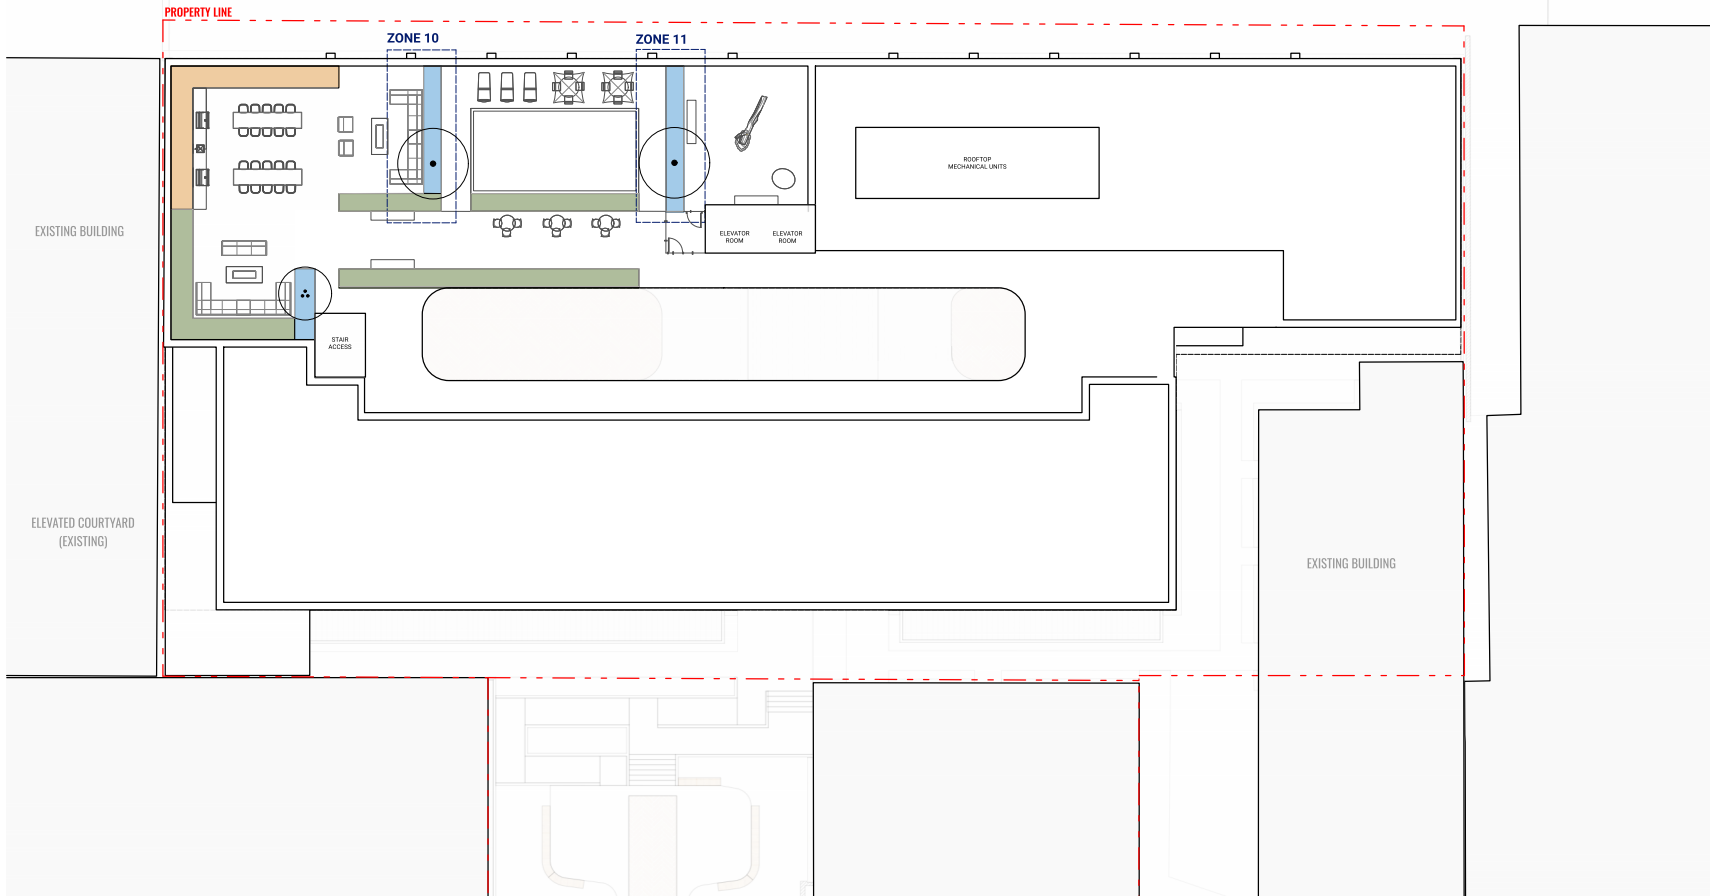 PROPERTY LINE
ZONE 10
ZONE 11
ROOFTOP
MECHANICAL UNITS
EXISTING BUILDING
ELEVATOR
ROOM
ELEVATOR
ROOM
STAIR
ACCESS
ELEVATED COURTYARD
(EXISTING)
EXISTING BUILDING